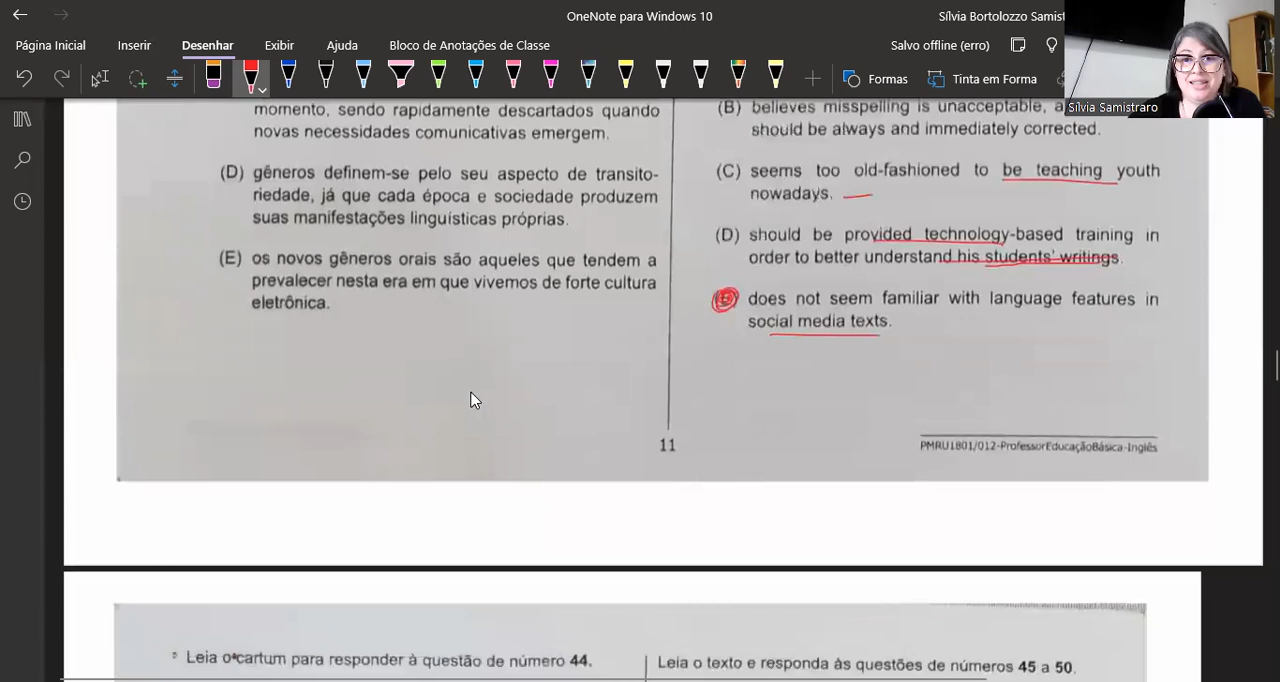 OneNote para Windows 10
Sílvia Bortolozzo Samist
Página Inicial
Inserir
Desenhar
Exibir
Ajuda
Bloco de Anotações de Classe
Salvo offline (erro)
Formas
Tinta em Forma
Sílvia Samistraro
momento, sendo rapidamente descartados quando
novas necessidades comunicativas emergem.
(D) gêneros definem-se pelo seu aspecto de transito-
riedade, já que cada época e sociedade produzem
suas manifestações linguísticas próprias.
(E) os novos gêneros orais são aqueles que tendem a
prevalecer nesta era em que vivemos de forte cultura
eletrônica.
(B) believes misspelling is unacceptable, a
should be always and immediately corrected.
(C) seems too old-fashioned to be teaching youth
nowadays.
(D) should be provided technology-based training in
order to better understand his students' writings.
(E) does not seem familiar with language features in
social media texts.
11
PMRU1801/012-ProfessorEducaçãoBásica-Inglês
Leia o cartum para responder à questão de número 44.
Leia o texto e responda às questões de números 45 a 50.